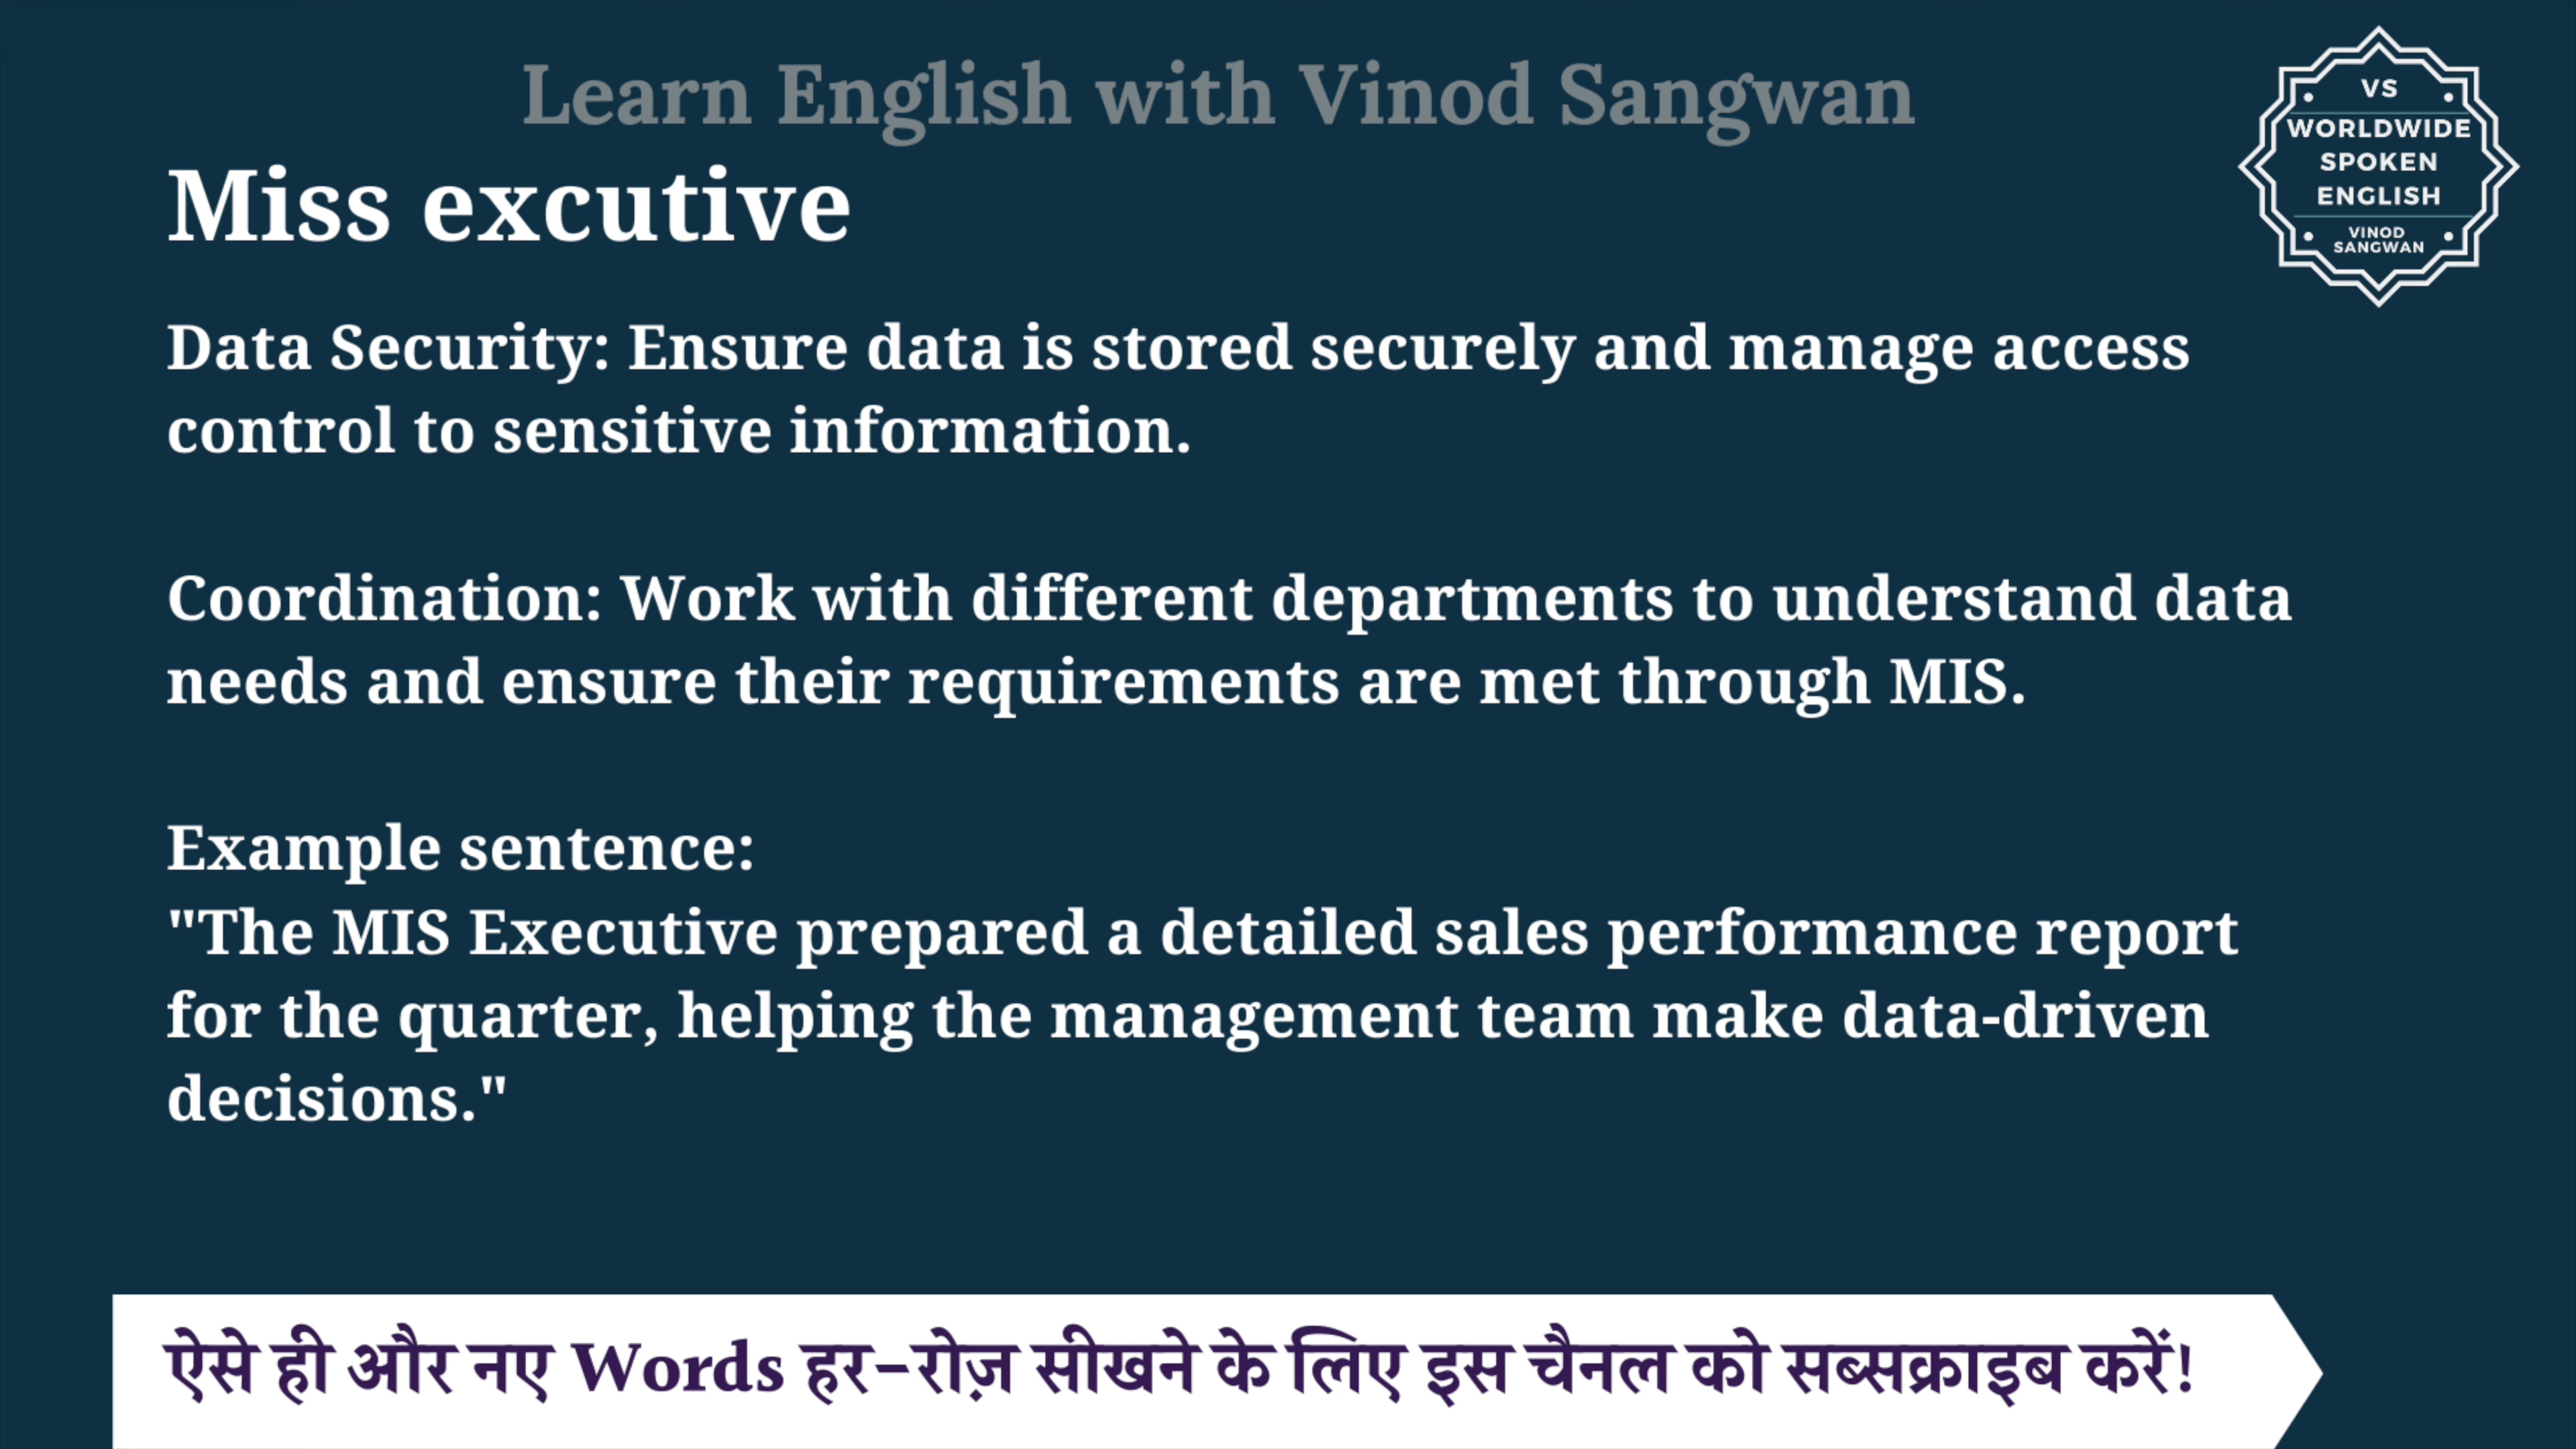 Learn English with Vinod Sangwan
VS
WORLDWIDE
SPOKEN
ENGLISH
VINOD
SANGWAN
Miss excutive
Data Security: Ensure data is stored securely and manage access
control to sensitive information.
Coordination: Work with different departments to understand data
needs and ensure their requirements are met through MIS.
Example sentence:
"The MIS Executive prepared a detailed sales performance report
for the quarter, helping the management team make data-driven
decisions."
ऐसे ही और नए Words हर-रोज़ सीखने के लिए इस चैनल को सब्सक्राइब करें!